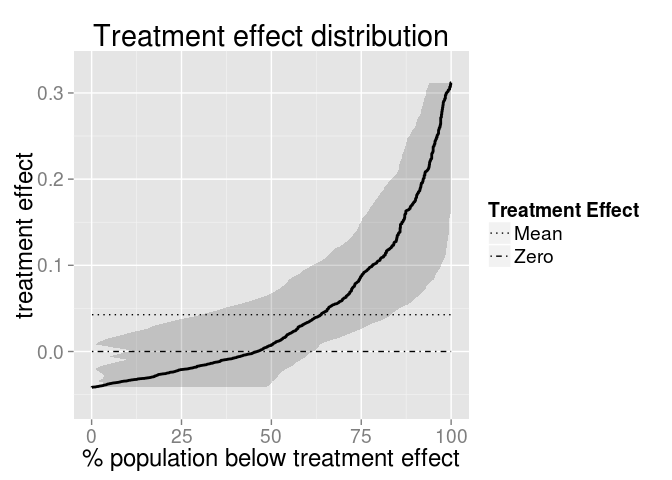 Treatment effect distribution
treatment effect
0.3
0.2
0.1
0.0
0 25 50 75 100
% population below treatment effect
Treatment Effect
Mean
Zero